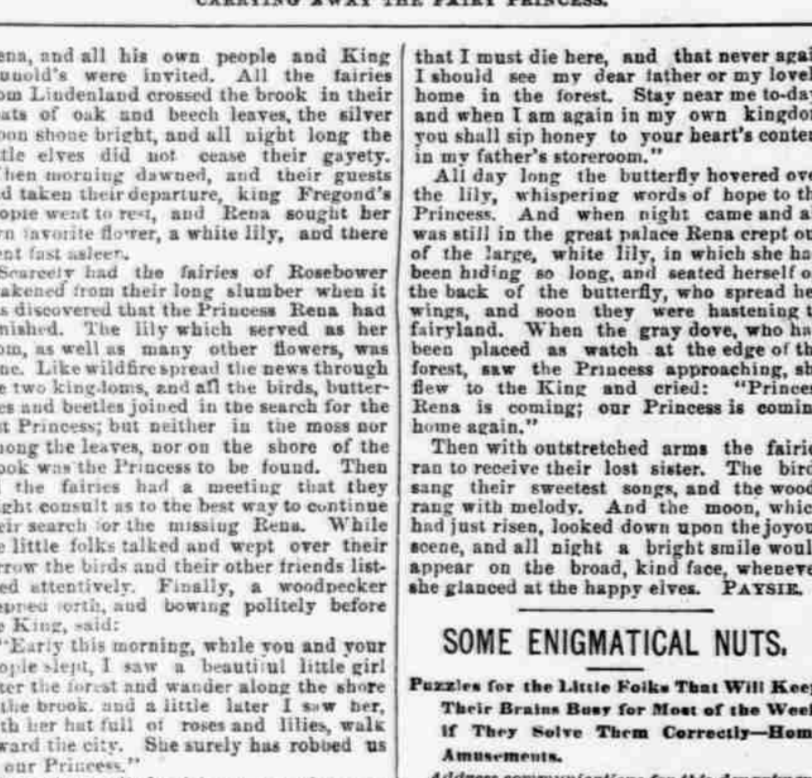 CARRYING AWAY THE FAIRY PRINCESS.
ena, and all his own people and King
unold's were invited. All the fairies
om Lindenland crossed the brook in their
ats of oak and beech leaves, the silver
oon shone bright, and all night long the
tle elves did not cease their gayety.
hen morning dawned, and their guests
d taken their departure, king Fregond's
ople went to rest, and Rena sought her
n favorite flower, a white lily, and there
nt fast asleep.
Scarcely had the fairies of Rosebower
akened from their long slumber when it
s discovered that the Princess Rena had
nished. The lily which served as her
om, as well as many other flowers, was
ne. Like wildfire spread the news through
e two kingdoms, and all the birds, butter-
es and beetles joined in the search for the
t Princess; but neither in the moss nor
ong the leaves, nor on the shore of the
ook was the Princess to be found. Then
the fairies had a meeting that they
ght consult as to the best way to continue
eir search for the missing Rena. While
e little folks talked and wept over their
rrow the birds and their other friends list-
ed attentively. Finally, a woodpecker
epped forth, and bowing politely before
e King, said:
"Early this morning, while you and your
ople slept, I saw a beautiful little girl
ter the forest and wander along the shore
the brook. and a little later I saw her,
th her hat full of roses and lilies, walk
ward the city. She surely has robbed us
our Princess."
that I must die here, and that never agai
I should see my dear father or my lovel
home in the forest. Stay near me to-da
and when I am again in my own kingdo
you shall sip honey to your heart's conten
in my father's storeroom."
All day long the butterfly hovered ove
the lily, whispering words of hope to th
Princess. And when night came and a
was still in the great palace Rena crept ou
of the large, white lily, in which she ha
been hiding so long, and seated herself o
the back of the butterfly, who spread he
wings, and soon they were hastening t
fairyland. When the gray dove, who ha
been placed as watch at the edge of th
forest, saw the Princess approaching, sh
flew to the King and cried: "Prince
Rena is coming; our Princess is comin
home again."
Then with outstretched arms the fairie
ran to receive their lost sister. The bird
sang their sweetest songs, and the wood
rang with melody. And the moon, whic
had just risen, looked down upon the joyou
scene, and all night a bright smile woul
appear on the broad, kind face, wheneve
she glanced at the happy elves. PAYSIE.
SOME ENIGMATICAL NUTS.
Puzzles for the Little Folks That Will Kee
Their Brains Busy for Most of the Wee
if They Solve Them Correctly—Hom
Amusements.